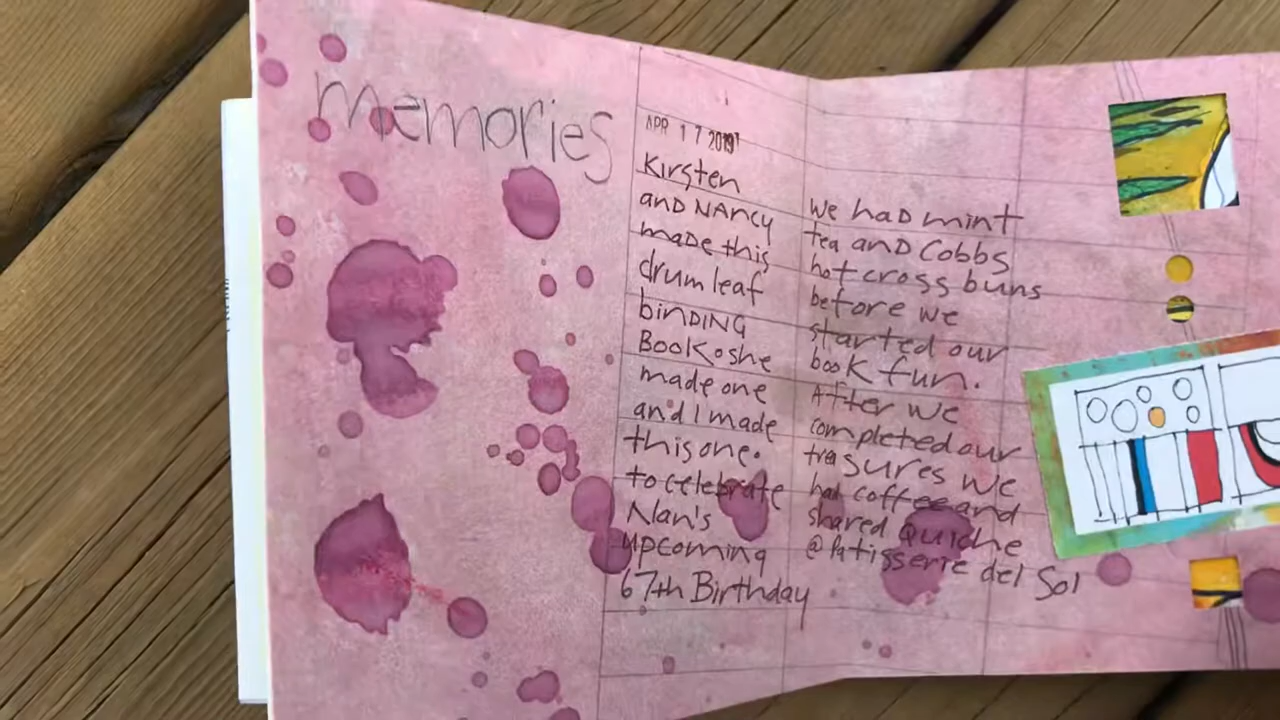 memories
APR 17 2019
Kirsten
and Nancy
made this
drum leaf
binding
Book she
made one
and I made
this one.
to celebrate
Nan's
upcoming
67th Birthday
we had mint
tea and Cobbs
hot cross buns
before we
started our
book fun.
After we
completed our
treasures we
had coffee and
shared Quiche
@ Patisserie del Sol